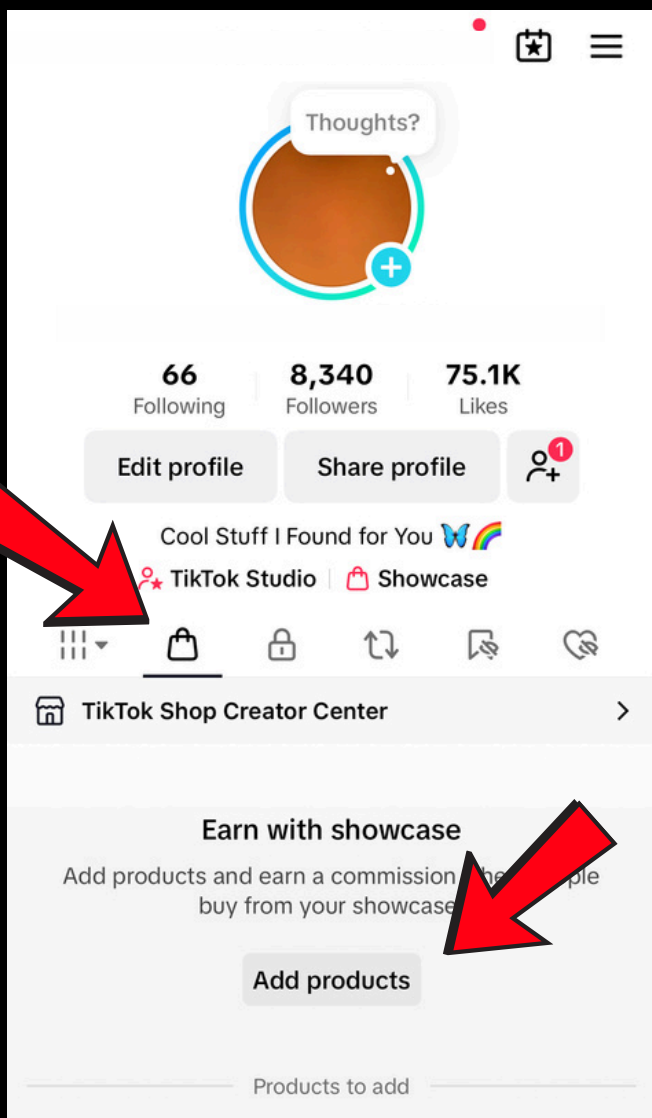 Thoughts?
66 8,340 75.1K
Following Followers Likes
Edit profile Share profile 1
Cool Stuff I Found for You 🦋🌈
TikTok Studio Showcase
TikTok Shop Creator Center
Earn with showcase
Add products and earn a commission
buy from your showcase
Add products
Products to add